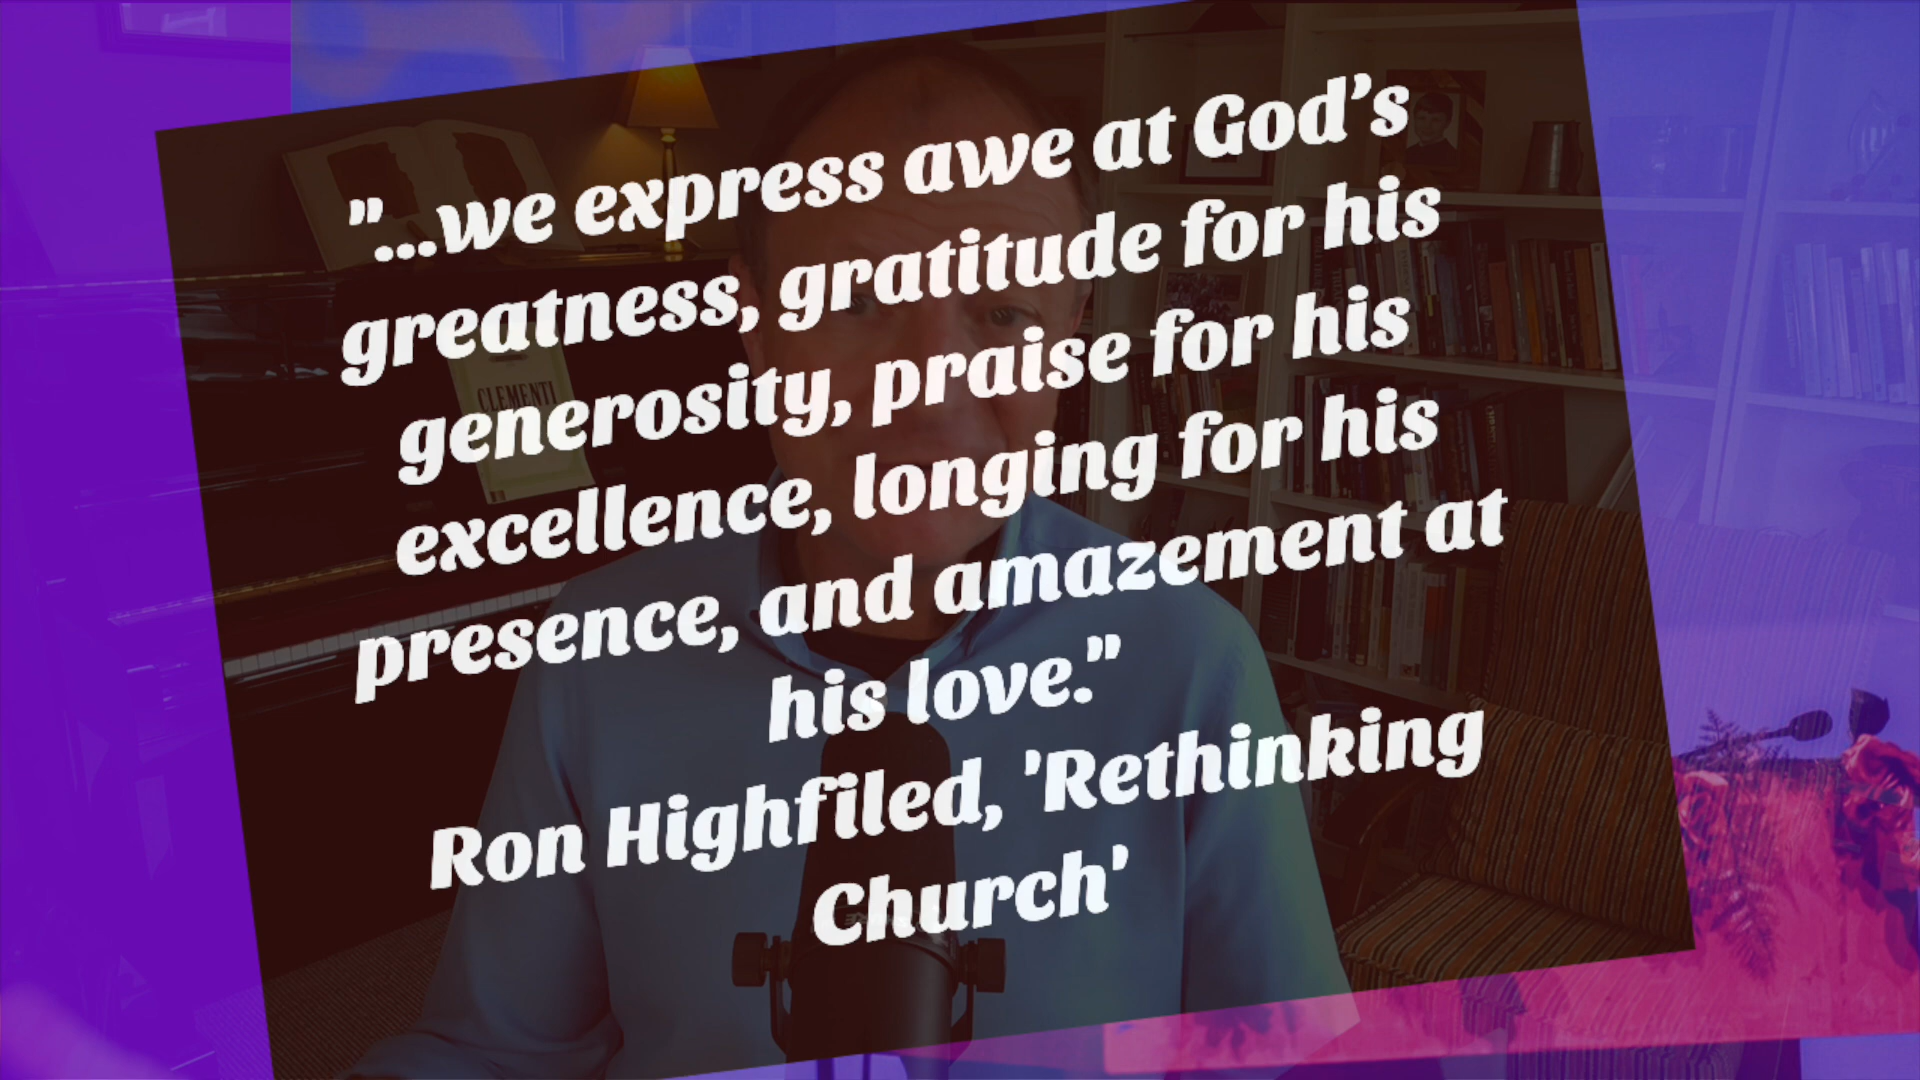 "...we express awe at God’s
greatness, gratitude for his
generosity, praise for his
excellence, longing for his
presence, and amazement at
his love."
Ron Highfiled, 'Rethinking
Church'
CLEMENTI